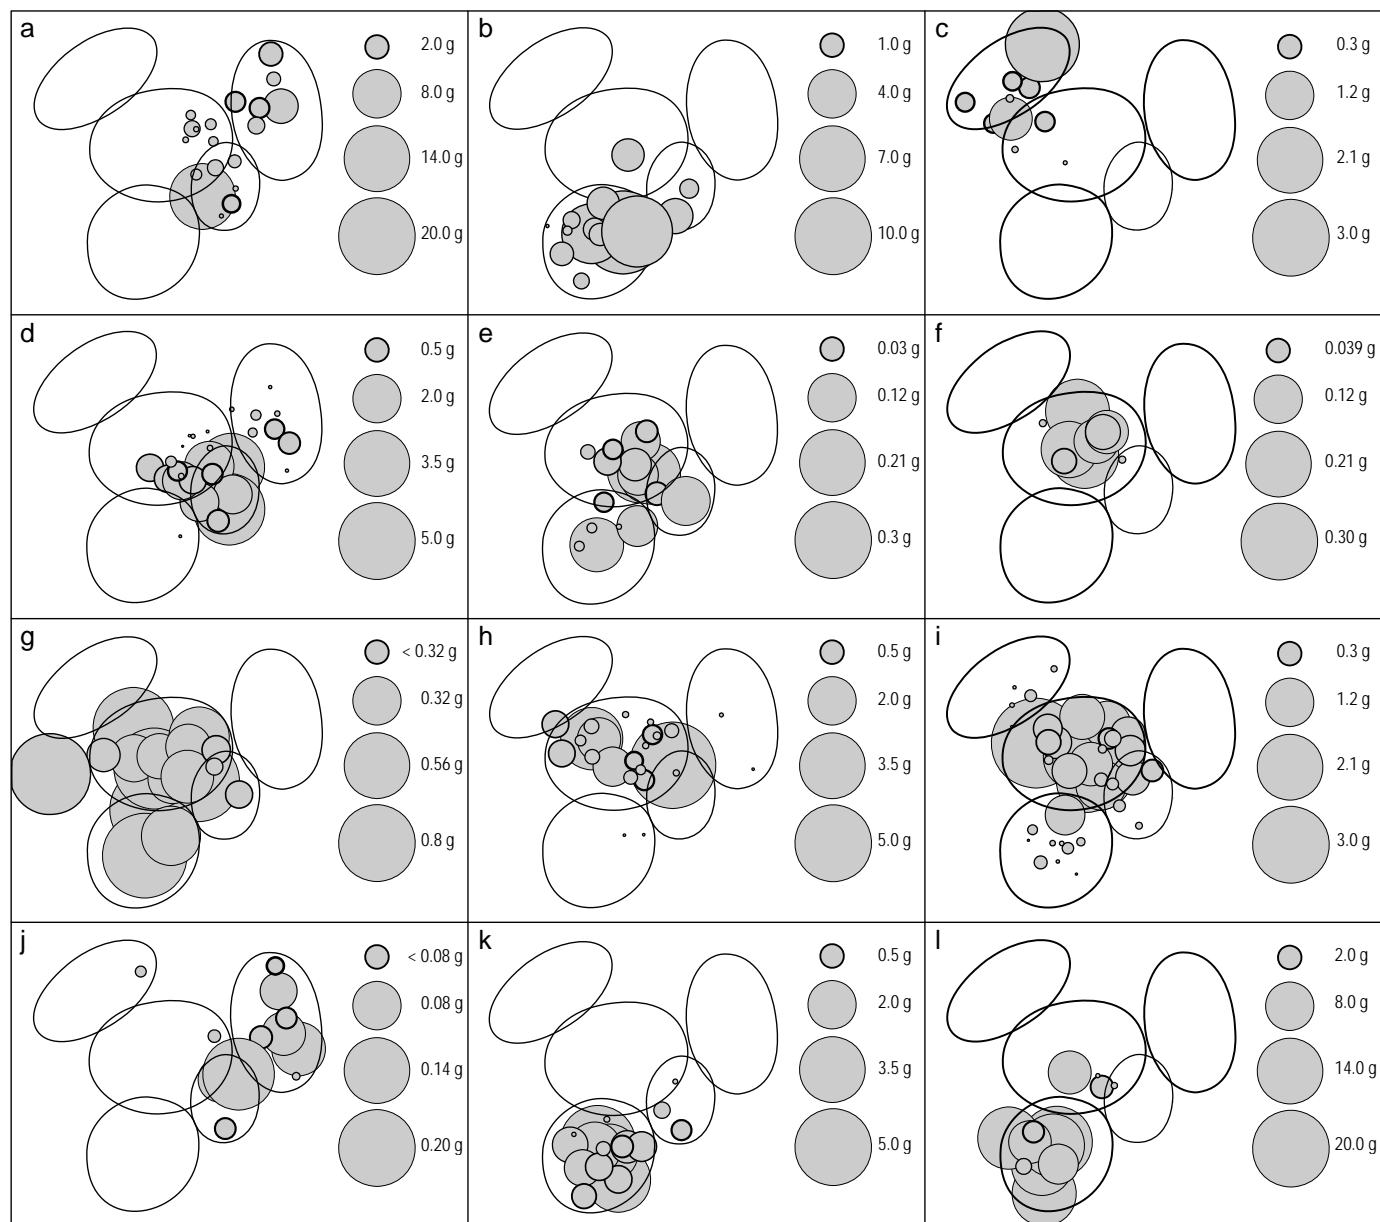 a
2.0 g
8.0 g
14.0 g
20.0 g
b
1.0 g
4.0 g
7.0 g
10.0 g
c
0.3 g
1.2 g
2.1 g
3.0 g
d
0.5 g
2.0 g
3.5 g
5.0 g
e
0.03 g
0.12 g
0.21 g
0.3 g
f
0.039 g
0.12 g
0.21 g
0.30 g
g
< 0.32 g
0.32 g
0.56 g
0.8 g
h
0.5 g
2.0 g
3.5 g
5.0 g
i
0.3 g
1.2 g
2.1 g
3.0 g
j
< 0.08 g
0.08 g
0.14 g
0.20 g
k
0.5 g
2.0 g
3.5 g
5.0 g
l
2.0 g
8.0 g
14.0 g
20.0 g